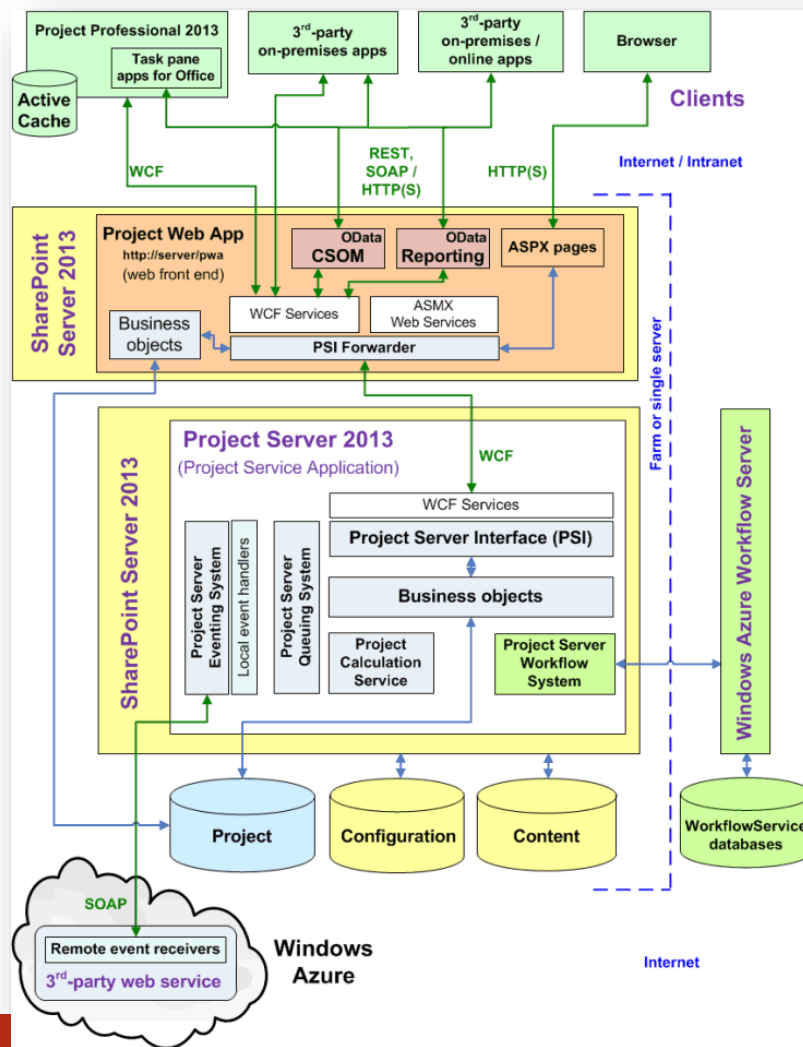 Project Professional 2013
Task pane
apps for Office
Active
Cache
3rd-party
on-premises apps
3rd-party
on-premises /
online apps
Browser
Clients
WCF
REST,
SOAP /
HTTP(S)
HTTP(S)
Internet / Intranet
SharePoint
Server 2013
Project Web App
http://server/pwa
(web front end)
OData
CSOM
OData
Reporting
ASPX pages
WCF Services
ASMX
Web Services
Business
objects
PSI Forwarder
Farm or single server
SharePoint Server 2013
Project Server 2013
(Project Service Application)
WCF
WCF Services
Project Server Interface (PSI)
Business objects
Project Server
Eventing System
Local event handlers
Project Server
Queuing System
Project
Calculation
Service
Project Server
Workflow
System
Windows Azure Workflow Server
Project
Configuration
Content
WorkflowService
databases
SOAP
Remote event receivers
3rd-party web service
Windows
Azure
Internet